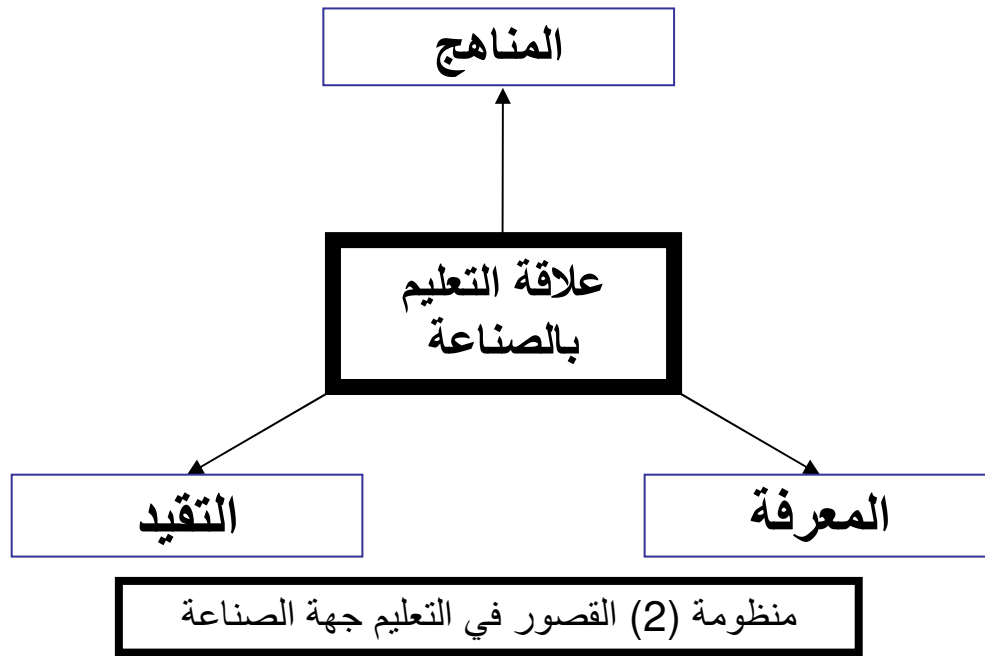 المناهج
علاقة التعليم
بالصناعة
المعرفة
التقيد
منظومة (2) القصور في التعليم جهة الصناعة